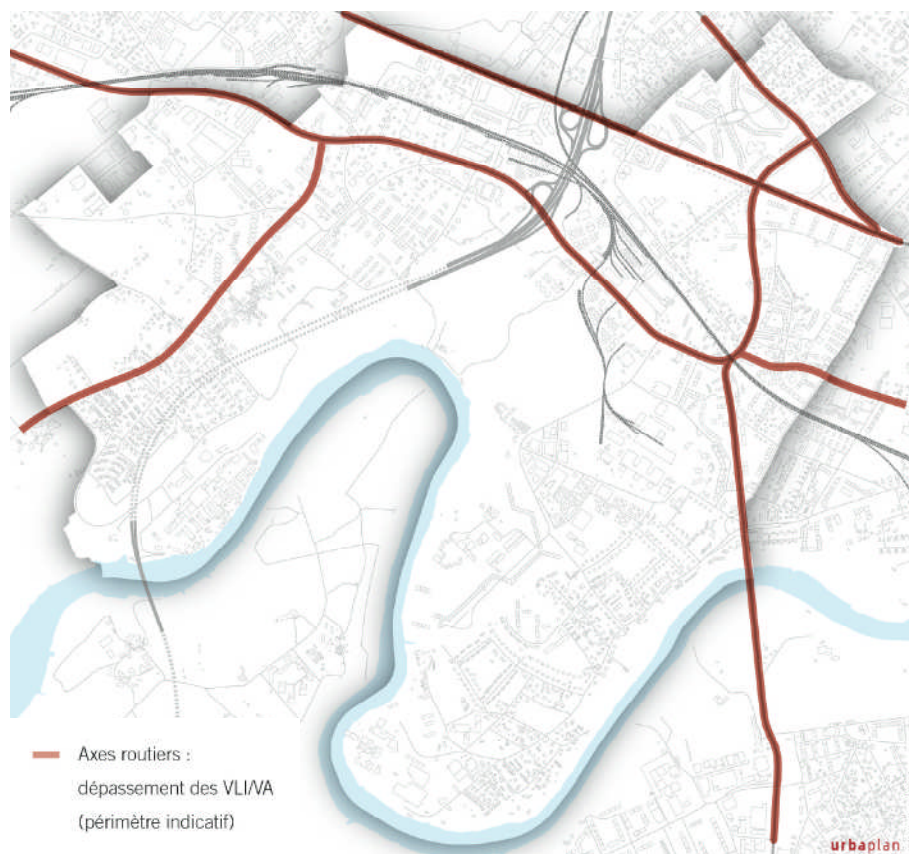 Axes routiers :
dépassement des VLI/VA
(périmètre indicatif)
urbaplan